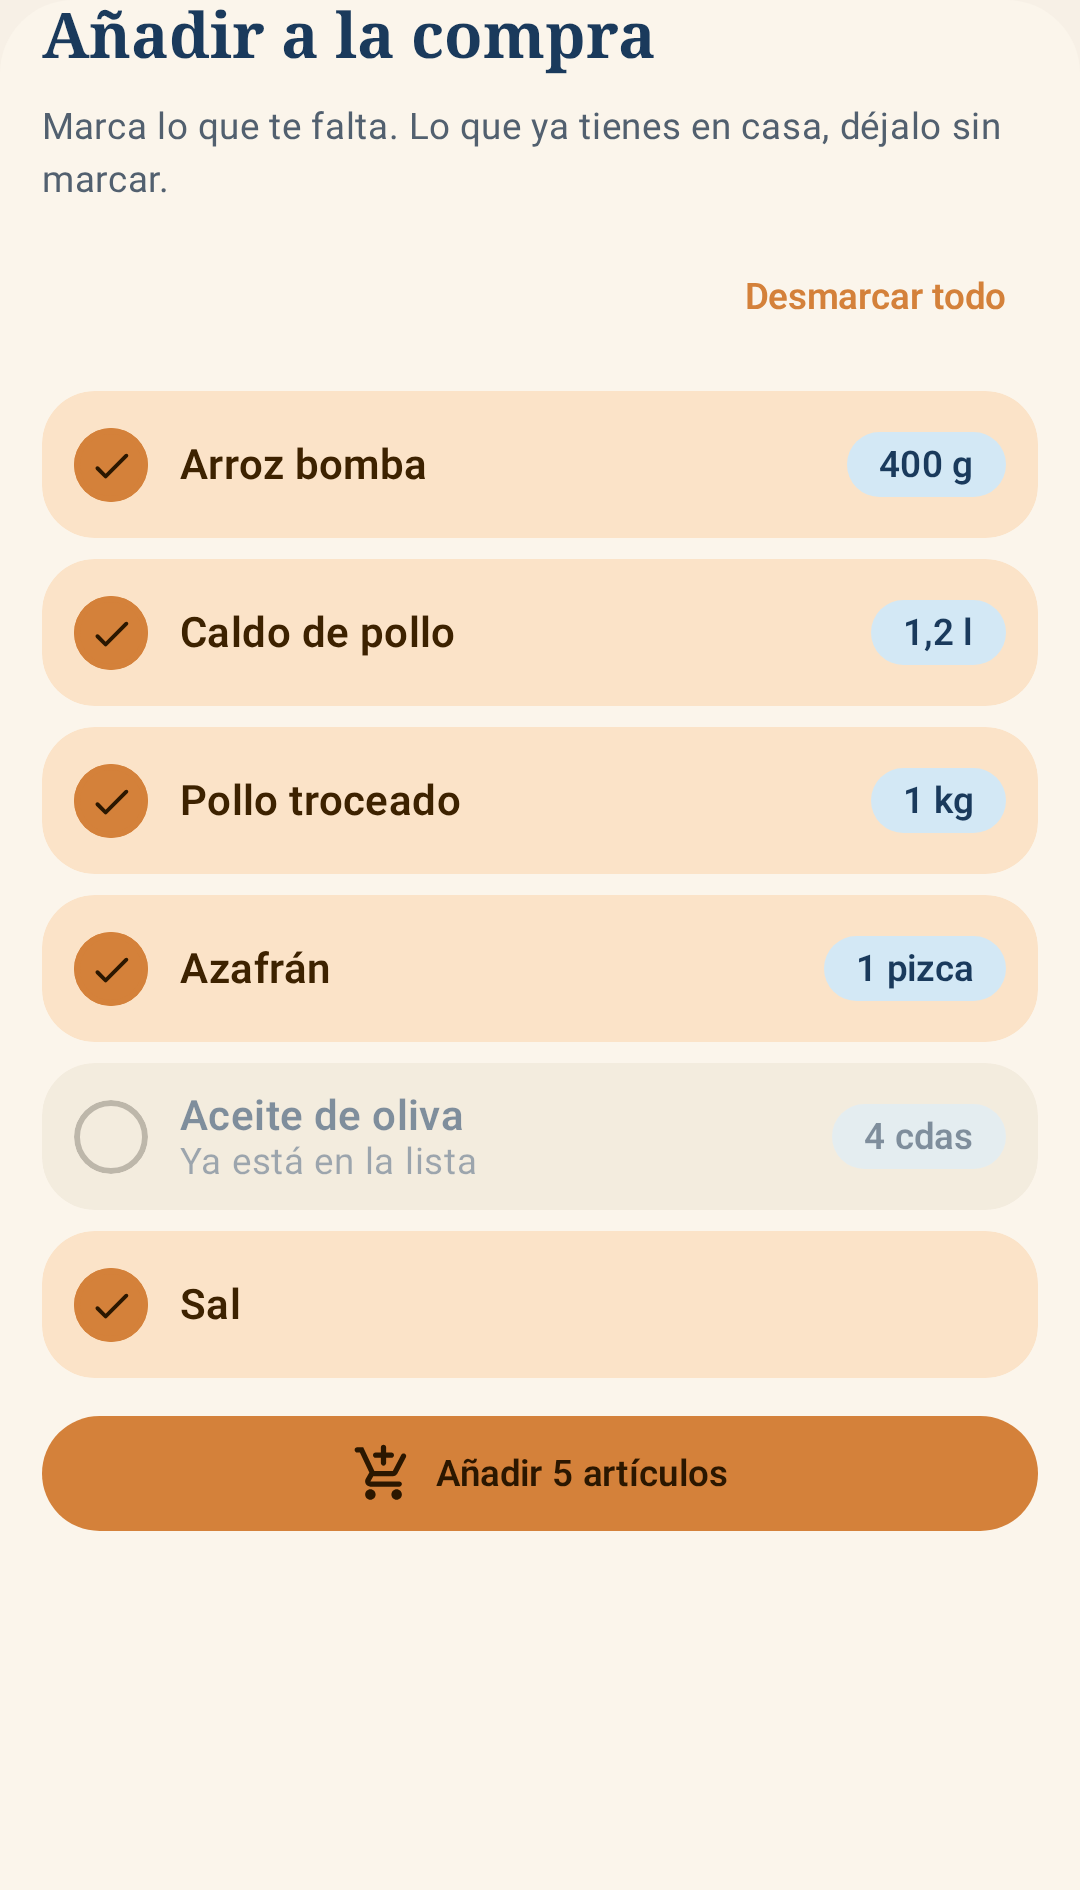 Añadir a la compra
Marca lo que te falta. Lo que ya tienes en casa, déjalo sin
marcar.
Desmarcar todo
Arroz bomba 400 g
Caldo de pollo 1,2 l
Pollo troceado 1 kg
Azafrán 1 pizca
Aceite de oliva 4 cdas
Ya está en la lista
Sal
Añadir 5 artículos